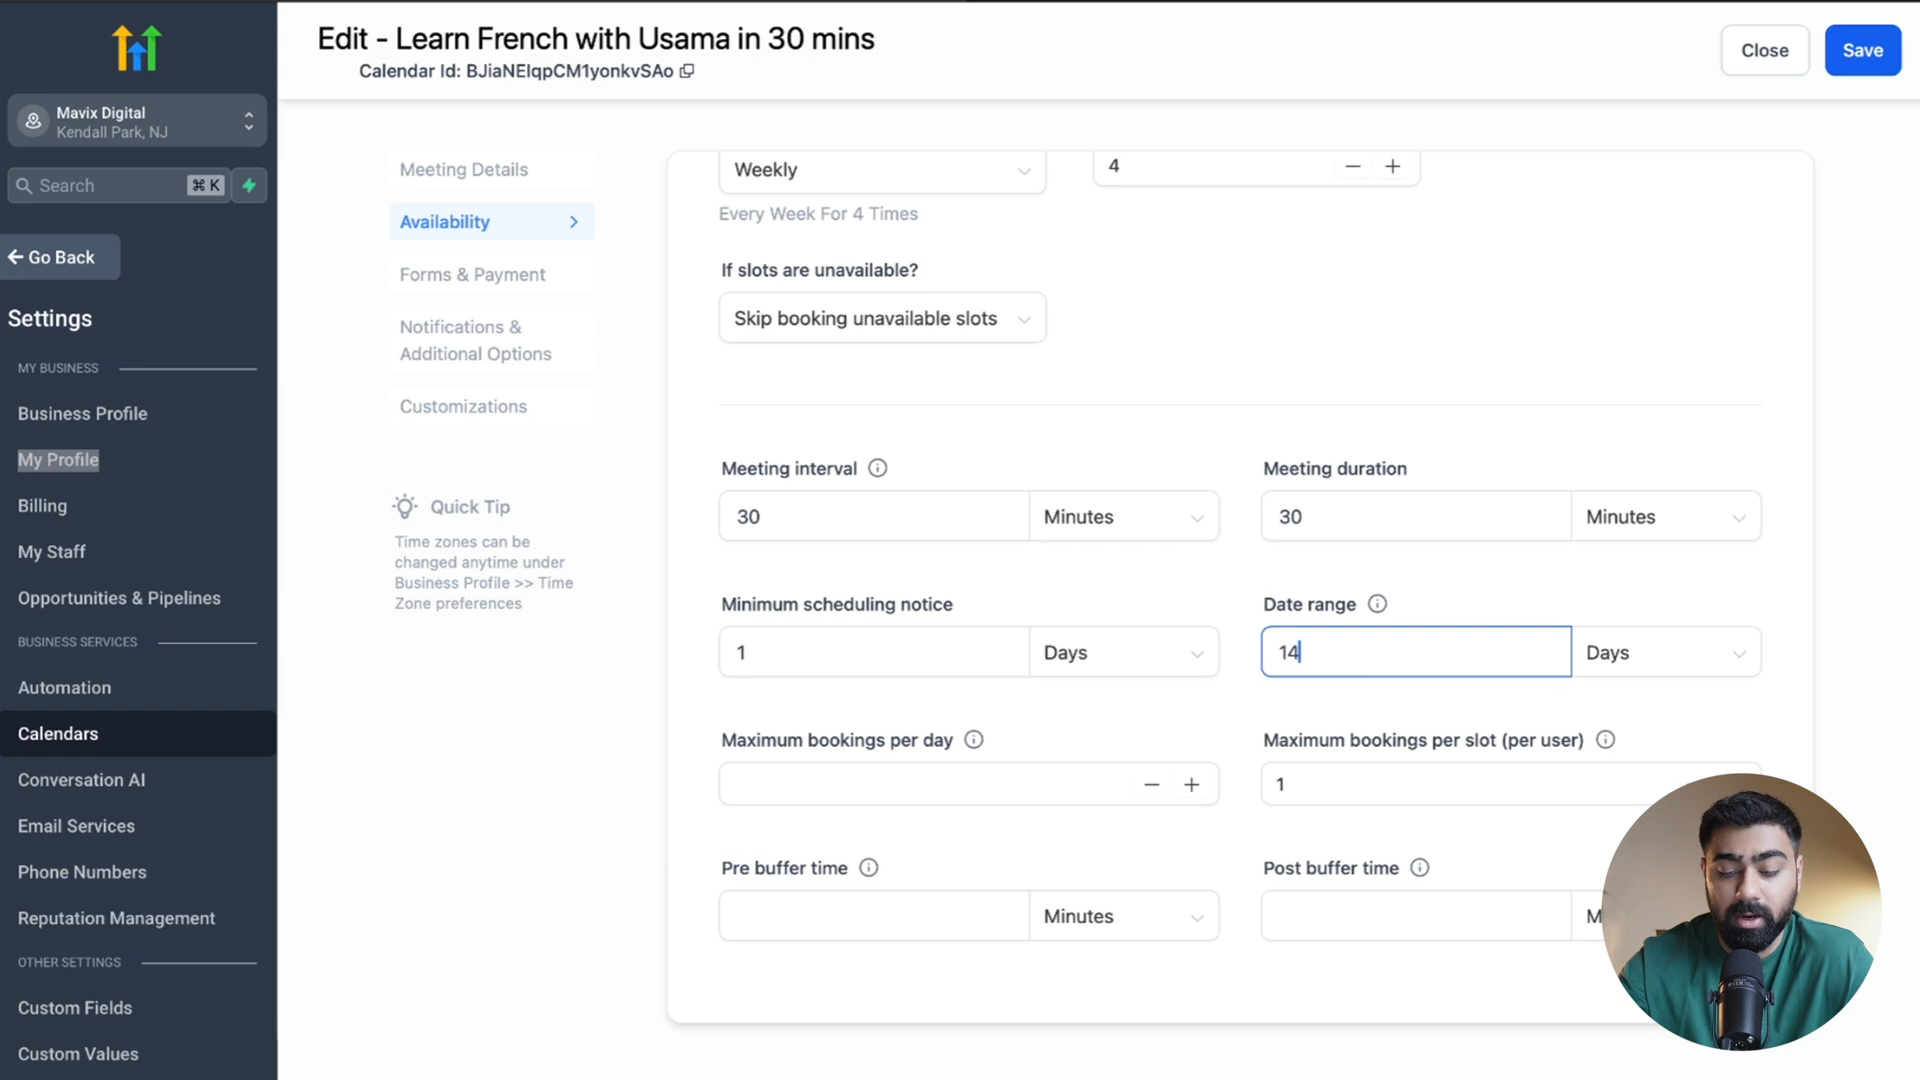 Edit - Learn French with Usama in 30 mins
Calendar Id: BJiaNEIqpCM1yonkvSAo
Close
Save
Mavix Digital
Kendall Park, NJ
Search
⌘ K
Go Back
Settings
MY BUSINESS
Business Profile
My Profile
Billing
My Staff
Opportunities & Pipelines
BUSINESS SERVICES
Automation
Calendars
Conversation AI
Email Services
Phone Numbers
Reputation Management
OTHER SETTINGS
Custom Fields
Custom Values
Meeting Details
Availability
Forms & Payment
Notifications &
Additional Options
Customizations
Quick Tip
Time zones can be
changed anytime under
Business Profile >> Time
Zone preferences
Weekly
4
Every Week For 4 Times
If slots are unavailable?
Skip booking unavailable slots
Meeting interval
Meeting duration
30 Minutes
30 Minutes
Minimum scheduling notice
Date range
1 Days
14 Days
Maximum bookings per day
Maximum bookings per slot (per user)
1
Pre buffer time
Post buffer time
Minutes
M